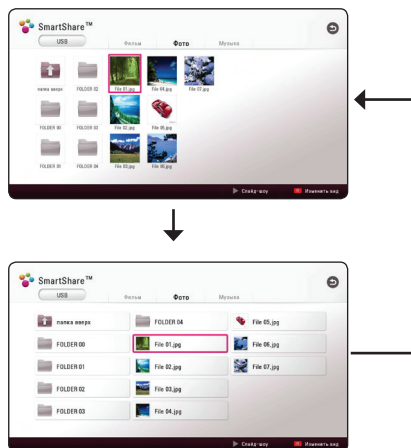 SmartShare™
USB
Фильм Фото Музыка
папка вверх FOLDER 02 File 01.jpg File 04.jpg File 07.jpg
FOLDER 00 FOLDER 03 File 02.jpg File 05.jpg
FOLDER 01 FOLDER 04 File 03.jpg File 06.jpg
Слайд-шоу Изменить вид
SmartShare™
USB
Фильм Фото Музыка
папка вверх FOLDER 04 File 05.jpg
FOLDER 00 File 01.jpg File 06.jpg
FOLDER 01 File 02.jpg File 07.jpg
FOLDER 02 File 03.jpg
FOLDER 03 File 04.jpg
Слайд-шоу Изменить вид